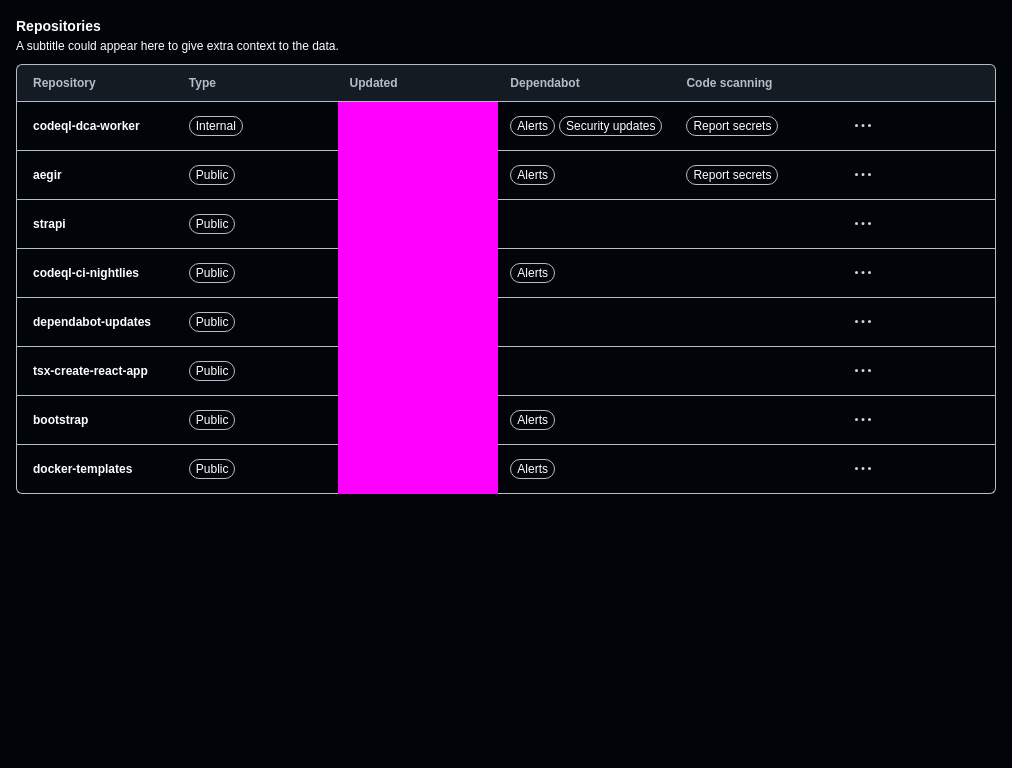 Repositories
A subtitle could appear here to give extra context to the data.
Repository Type Updated Dependabot Code scanning
codeql-dca-worker Internal Alerts Security updates Report secrets
aegir Public Alerts Report secrets
strapi Public
codeql-ci-nightlies Public Alerts
dependabot-updates Public
tsx-create-react-app Public
bootstrap Public Alerts
docker-templates Public Alerts